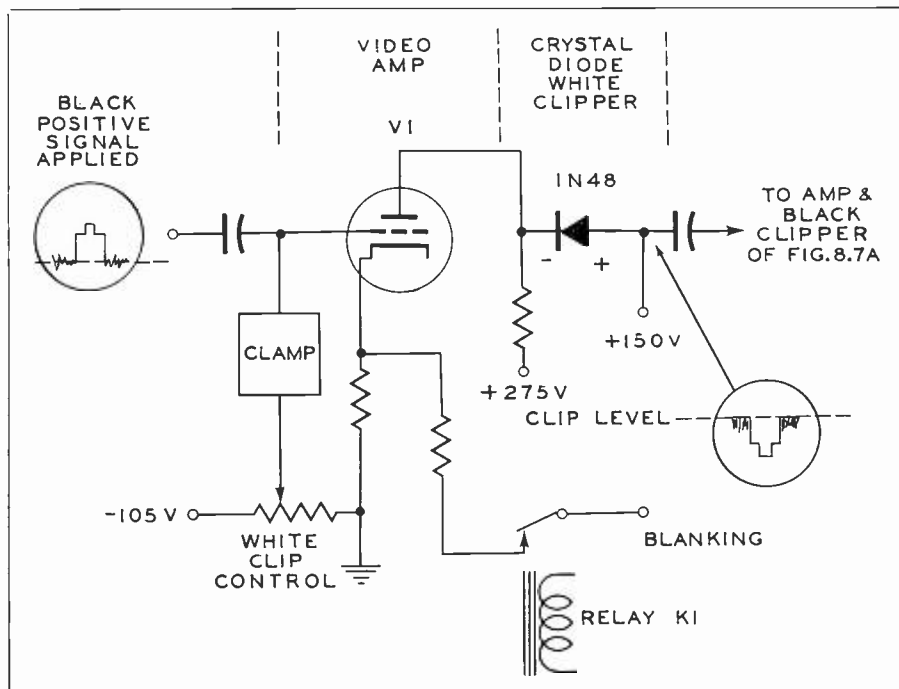 VIDEO
AMP
CRYSTAL
DIODE
WHITE
CLIPPER
BLACK
POSITIVE
SIGNAL
APPLIED
V1
1N48
TO AMP &
BLACK
CLIPPER
OF FIG.8.7A
-
+
CLAMP
+150V
+275V
CLIP LEVEL
-105V
WHITE
CLIP
CONTROL
BLANKING
RELAY K1